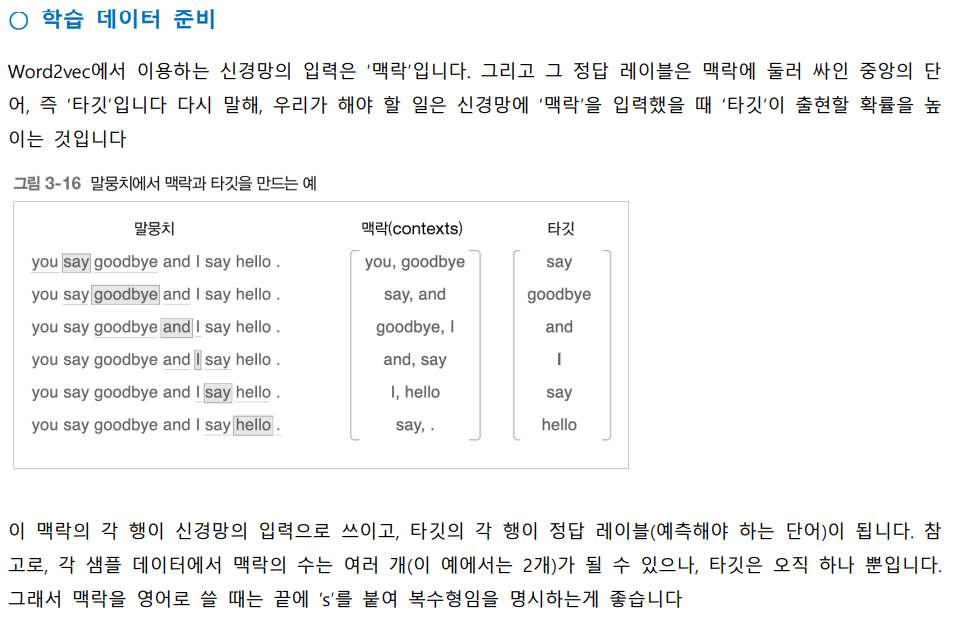 ○ 학습 데이터 준비
Word2vec에서 이용하는 신경망의 입력은 ‘맥락’입니다. 그리고 그 정답 레이블은 맥락에 둘러 싸인 중앙의 단
어, 즉 ‘타깃’입니다 다시 말해, 우리가 해야 할 일은 신경망에 ‘맥락’을 입력했을 때 ‘타깃’이 출현할 확률을 높
이는 것입니다
그림 3-16 말뭉치에서 맥락과 타깃을 만드는 예
말뭉치 맥락(contexts) 타깃
you say goodbye and I say hello . you, goodbye say
you say goodbye and I say hello . say, and goodbye
you say goodbye and I say hello . goodbye, I and
you say goodbye and I say hello . and, say I
you say goodbye and I say hello . I, hello say
you say goodbye and I say hello . say, . hello
이 맥락의 각 행이 신경망의 입력으로 쓰이고, 타깃의 각 행이 정답 레이블(예측해야 하는 단어)이 됩니다. 참
고로, 각 샘플 데이터에서 맥락의 수는 여러 개(이 예에서는 2개)가 될 수 있으나, 타깃은 오직 하나 뿐입니다.
그래서 맥락을 영어로 쓸 때는 끝에 ‘s’를 붙여 복수형임을 명시하는게 좋습니다